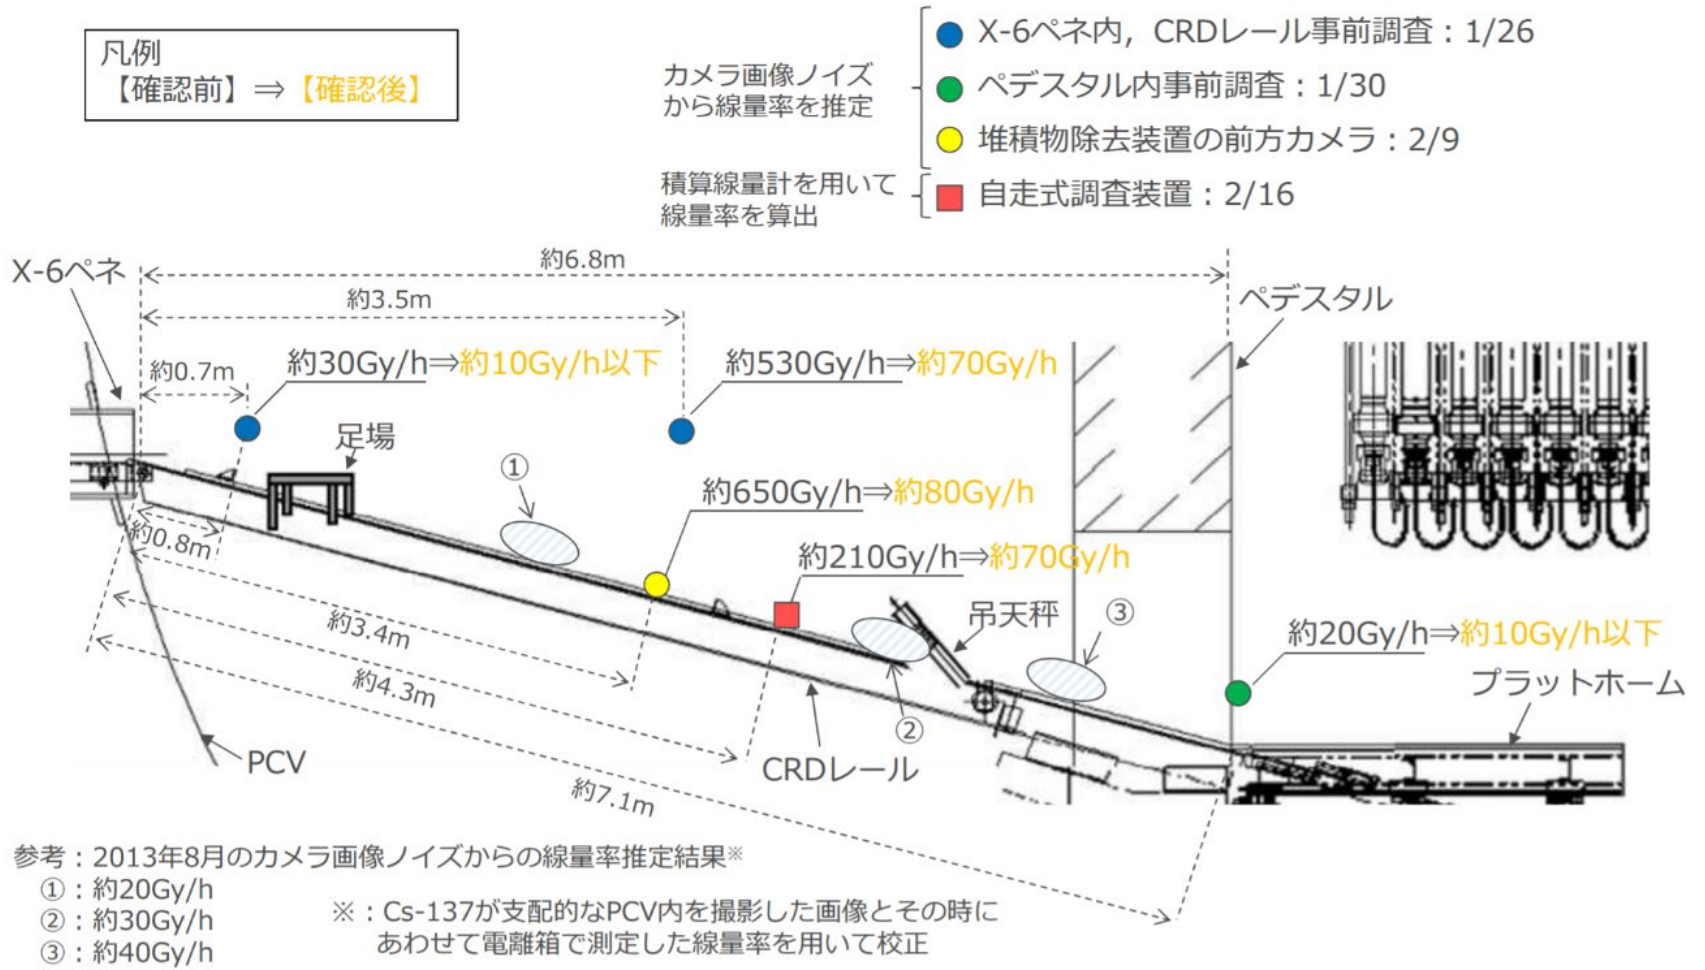 凡例
【確認前】⇒【確認後】
カメラ画像ノイズ
から線量率を推定
X-6ペネ内，CRDレール事前調査：1/26
ペデスタル内事前調査：1/30
堆積物除去装置の前方カメラ：2/9
積算線量計を用いて
線量率を算出
自走式調査装置：2/16
X-6ペネ
約6.8m
約3.5m
約0.7m
ペデスタル
約30Gy/h⇒約10Gy/h以下
約530Gy/h⇒約70Gy/h
足場
①
約650Gy/h⇒約80Gy/h
約0.8m
約210Gy/h⇒約70Gy/h
吊天秤
③
約3.4m
約20Gy/h⇒約10Gy/h以下
約4.3m
プラットホーム
②
PCV
CRDレール
約7.1m
参考：2013年8月のカメラ画像ノイズからの線量率推定結果※
①：約20Gy/h
②：約30Gy/h
③：約40Gy/h
※：Cs-137が支配的なPCV内を撮影した画像とその時に
あわせて電離箱で測定した線量率を用いて校正